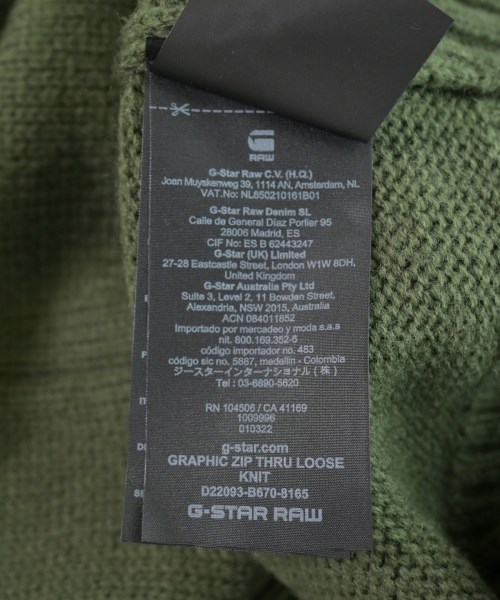 RAW
G-Star Raw C.V. (H.Q.)
Joan Muyskenweg 39, 1114 AN, Amsterdam, NL
VAT.No: NL850210161B01
G-Star Raw Denim SL
Calle de General Díaz Porlier 95
28006 Madrid, ES
CIF No: ES B 62443247
G-Star (UK) Limited
27-28 Eastcastle Street, London W1W 8DH,
United Kingdom
G-Star Australia Pty Ltd
Suite 3, Level 2, 11 Bowden Street,
Alexandria, NSW 2015, Australia
ACN 084011852
Importado por mercadeo y moda s.a.s
nit. 800.169.352-6
código importador no. 483
código sic no. 5887, medellin - Colombia
ジースターインターナショナル(株)
Tel : 03-6890-5620
RN 104506 / CA 41169
1009996
010322
g-star.com
GRAPHIC ZIP THRU LOOSE
KNIT
D22093-B670-8165
G-STAR RAW